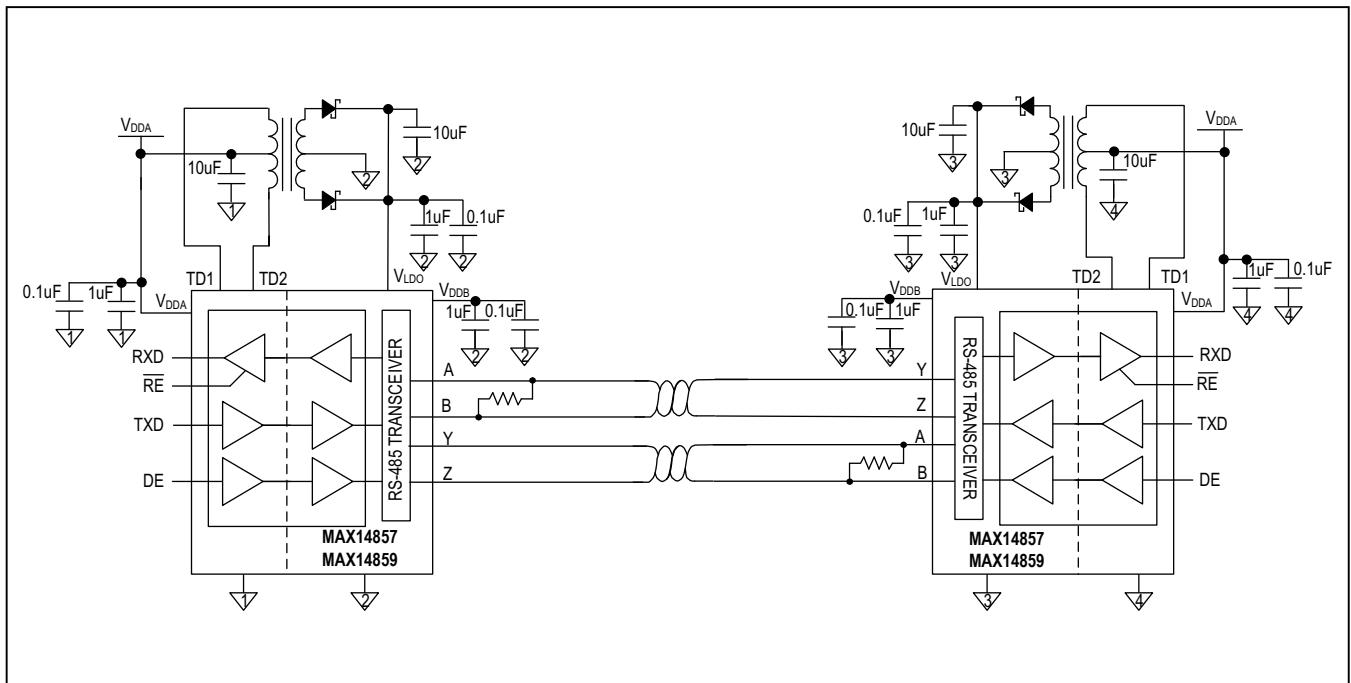 VDDA VDDA
10uF 10uF
10uF 2 3 10uF
2 3
1 4
1uF 0.1uF 0.1uF 1uF
2 2 3 3
TD1 TD2 VLDO VLDO TD2 TD1
0.1uF 1uF VDDA VDDB VDDB VDDA 1uF 0.1uF
1 1 1uF 0.1uF 0.1uF 1uF 4 4
2 2 3 3
RXD RXD
RE RE
A Y
TXD B Z TXD
Y A
DE Z B DE
RS-485 TRANSCEIVER RS-485 TRANSCEIVER
MAX14857 MAX14857
MAX14859 MAX14859
1 2 3 4